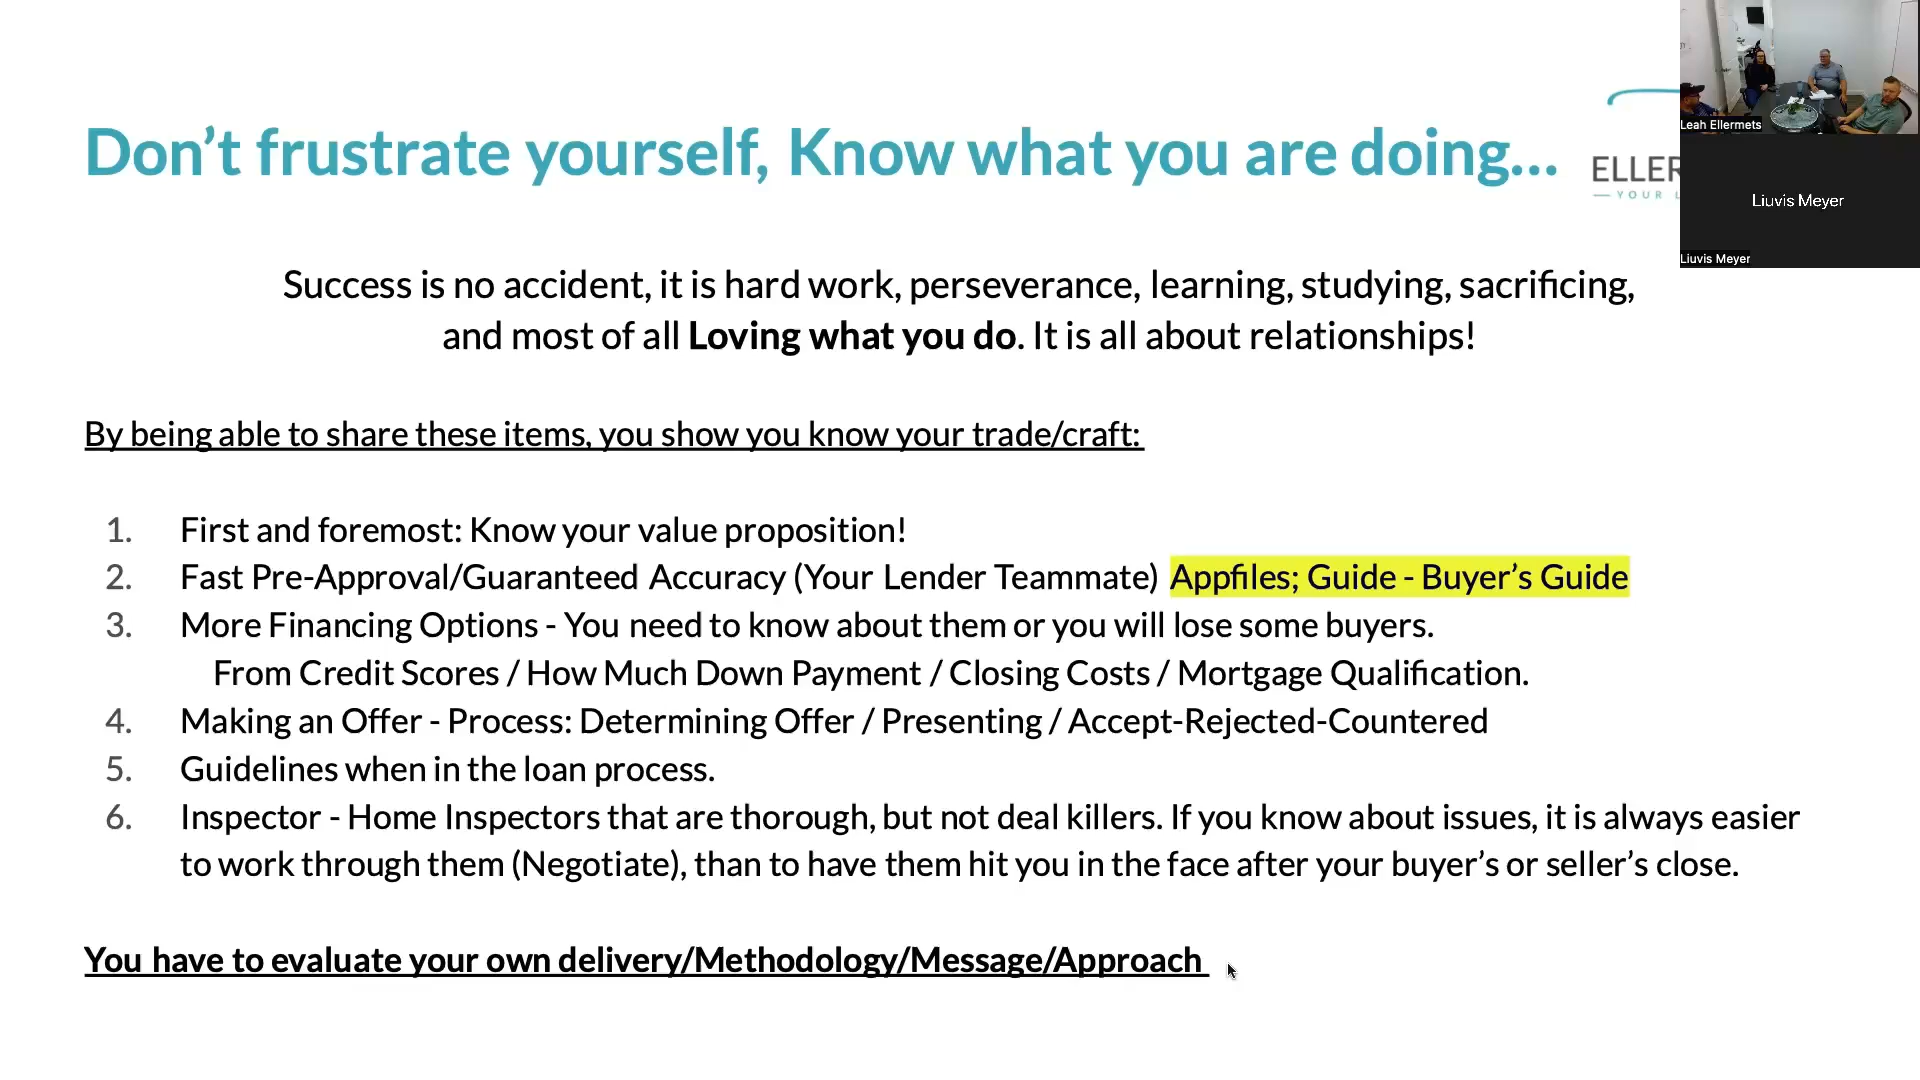 Don’t frustrate yourself, Know what you are doing...
ELLER
YOUR
Leah Ellermets
Liuvis Meyer
Liuvis Meyer
Success is no accident, it is hard work, perseverance, learning, studying, sacrificing,
and most of all Loving what you do. It is all about relationships!
By being able to share these items, you show you know your trade/craft:
1. First and foremost: Know your value proposition!
2. Fast Pre-Approval/Guaranteed Accuracy (Your Lender Teammate) Appfiles; Guide - Buyer’s Guide
3. More Financing Options - You need to know about them or you will lose some buyers.
From Credit Scores / How Much Down Payment / Closing Costs / Mortgage Qualification.
4. Making an Offer - Process: Determining Offer / Presenting / Accept-Rejected-Countered
5. Guidelines when in the loan process.
6. Inspector - Home Inspectors that are thorough, but not deal killers. If you know about issues, it is always easier
to work through them (Negotiate), than to have them hit you in the face after your buyer’s or seller’s close.
You have to evaluate your own delivery/Methodology/Message/Approach